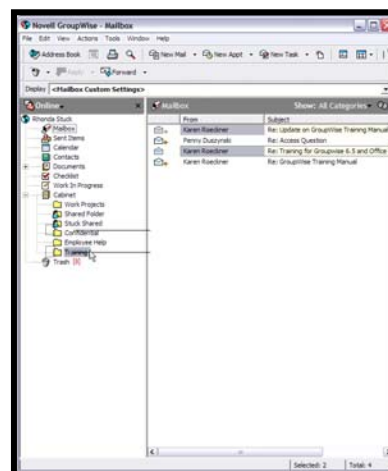 Novell GroupWise - Mailbox
File Edit View Actions Tools Window Help
Address Book New Mail New Appt New Task
Reply Forward
Display <Mailbox Custom Settings>
Online Mailbox Show: All Categories
Rhonda Stuck
Mailbox
Sent Items
Calendar
Contacts
Documents
Checklist
Work In Progress
Cabinet
Work Projects
Shared Folder
Stuck Shared
Confidential
Employee Help
Training
Trash [8]
From Subject
Karen Roeckner Re: Update on GroupWise Training Manual
Penny Duszynski Re: Access Question
Karen Roeckner Re: Training for Groupwise 6.5 and Office
Karen Roeckner Re: GroupWise Training Manual
Selected: 2 Total: 4